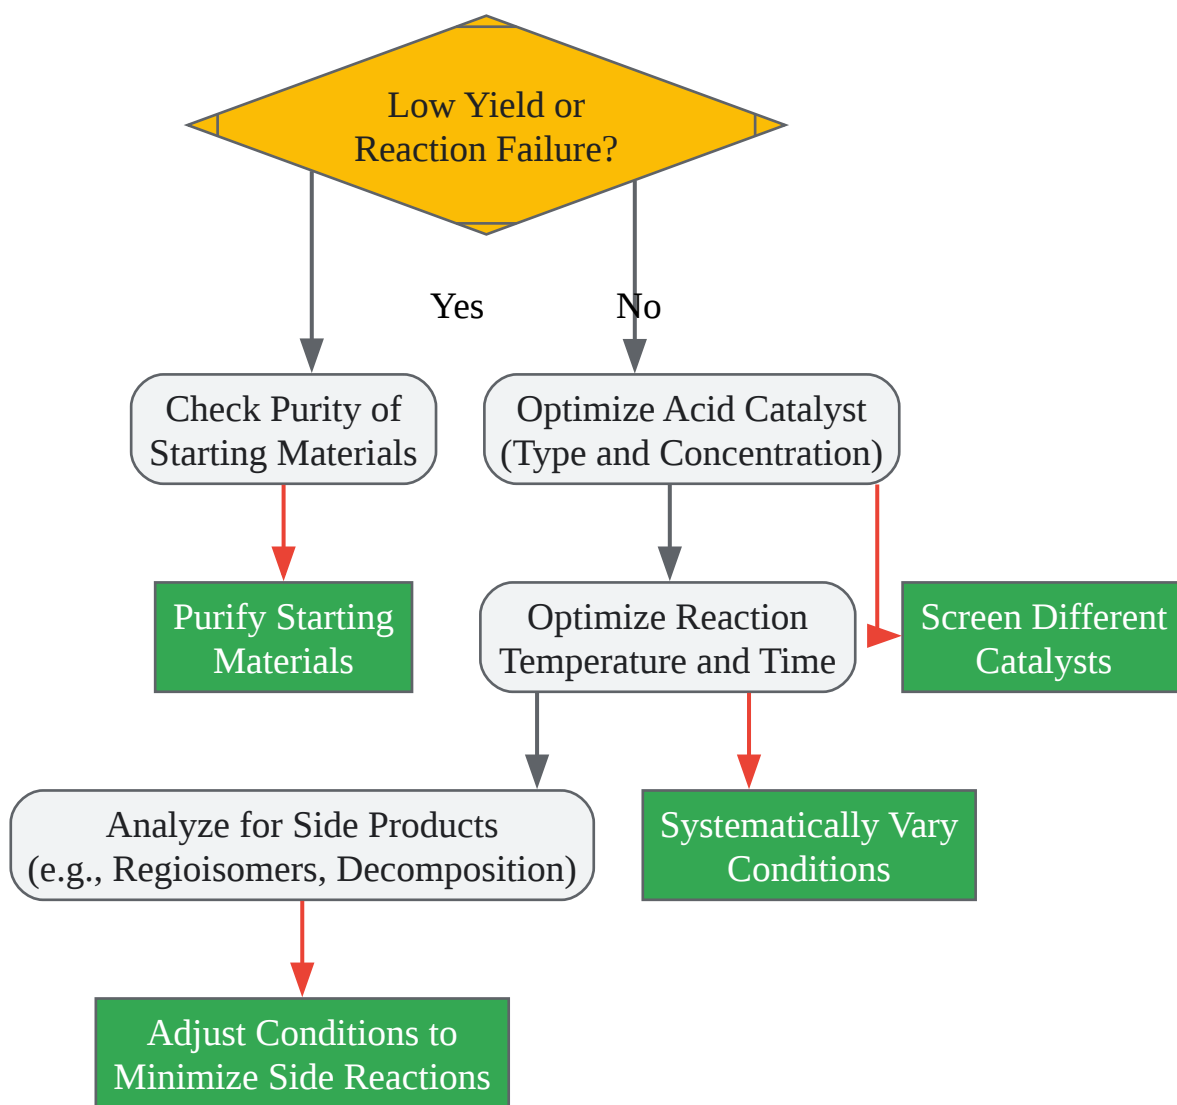 Low Yield or
Reaction Failure?
Yes
No
Check Purity of
Starting Materials
Optimize Acid Catalyst
(Type and Concentration)
Purify Starting
Materials
Optimize Reaction
Temperature and Time
Screen Different
Catalysts
Analyze for Side Products
(e.g., Regioisomers, Decomposition)
Systematically Vary
Conditions
Adjust Conditions to
Minimize Side Reactions